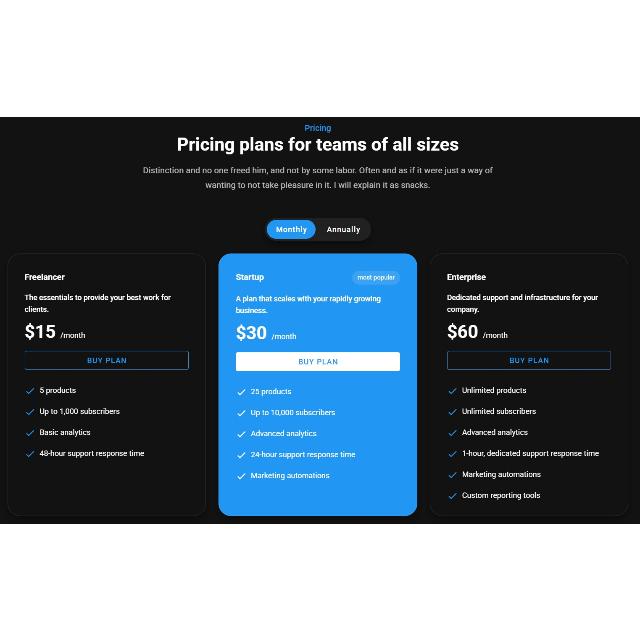 Pricing
Pricing plans for teams of all sizes
Distinction and no one freed him, and not by some labor. Often and as if it were just a way of
wanting to not take pleasure in it. I will explain it as snacks.
Monthly Annually
Freelancer
The essentials to provide your best work for
clients.
$15 /month
BUY PLAN
5 products
Up to 1,000 subscribers
Basic analytics
48-hour support response time
Startup most popular
A plan that scales with your rapidly growing
business.
$30 /month
BUY PLAN
25 products
Up to 10,000 subscribers
Advanced analytics
24-hour support response time
Marketing automations
Enterprise
Dedicated support and infrastructure for your
company.
$60 /month
BUY PLAN
Unlimited products
Unlimited subscribers
Advanced analytics
1-hour, dedicated support response time
Marketing automations
Custom reporting tools